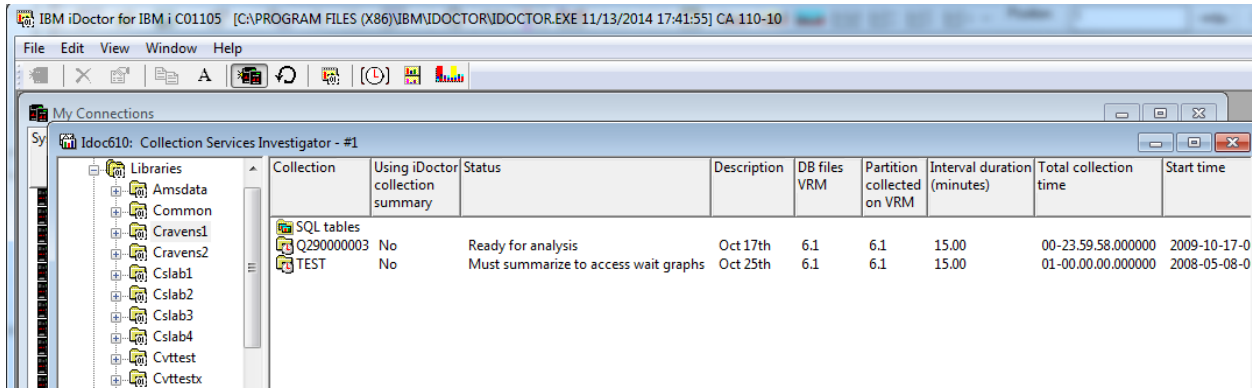 IBM iDoctor for IBM i C01105 [C:\PROGRAM FILES (X86)\IBM\IDOCTOR\IDOCTOR.EXE 11/13/2014 17:41:55] CA 110-10
File Edit View Window Help
A
My Connections
Sy
Idoc610: Collection Services Investigator - #1
Libraries
Amsdata
Common
Cravens1
Cravens2
Cslab1
Cslab2
Cslab3
Cslab4
Cvttest
Cvttestx
Collection Using iDoctor Status Description DB files Partition Interval duration Total collection Start time
collection VRM collected (minutes) time
summary on VRM
SQL tables
Q290000003 No Ready for analysis Oct 17th 6.1 6.1 15.00 00-23.59.58.000000 2009-10-17-0
TEST No Must summarize to access wait graphs Oct 25th 6.1 6.1 15.00 01-00.00.00.000000 2008-05-08-0